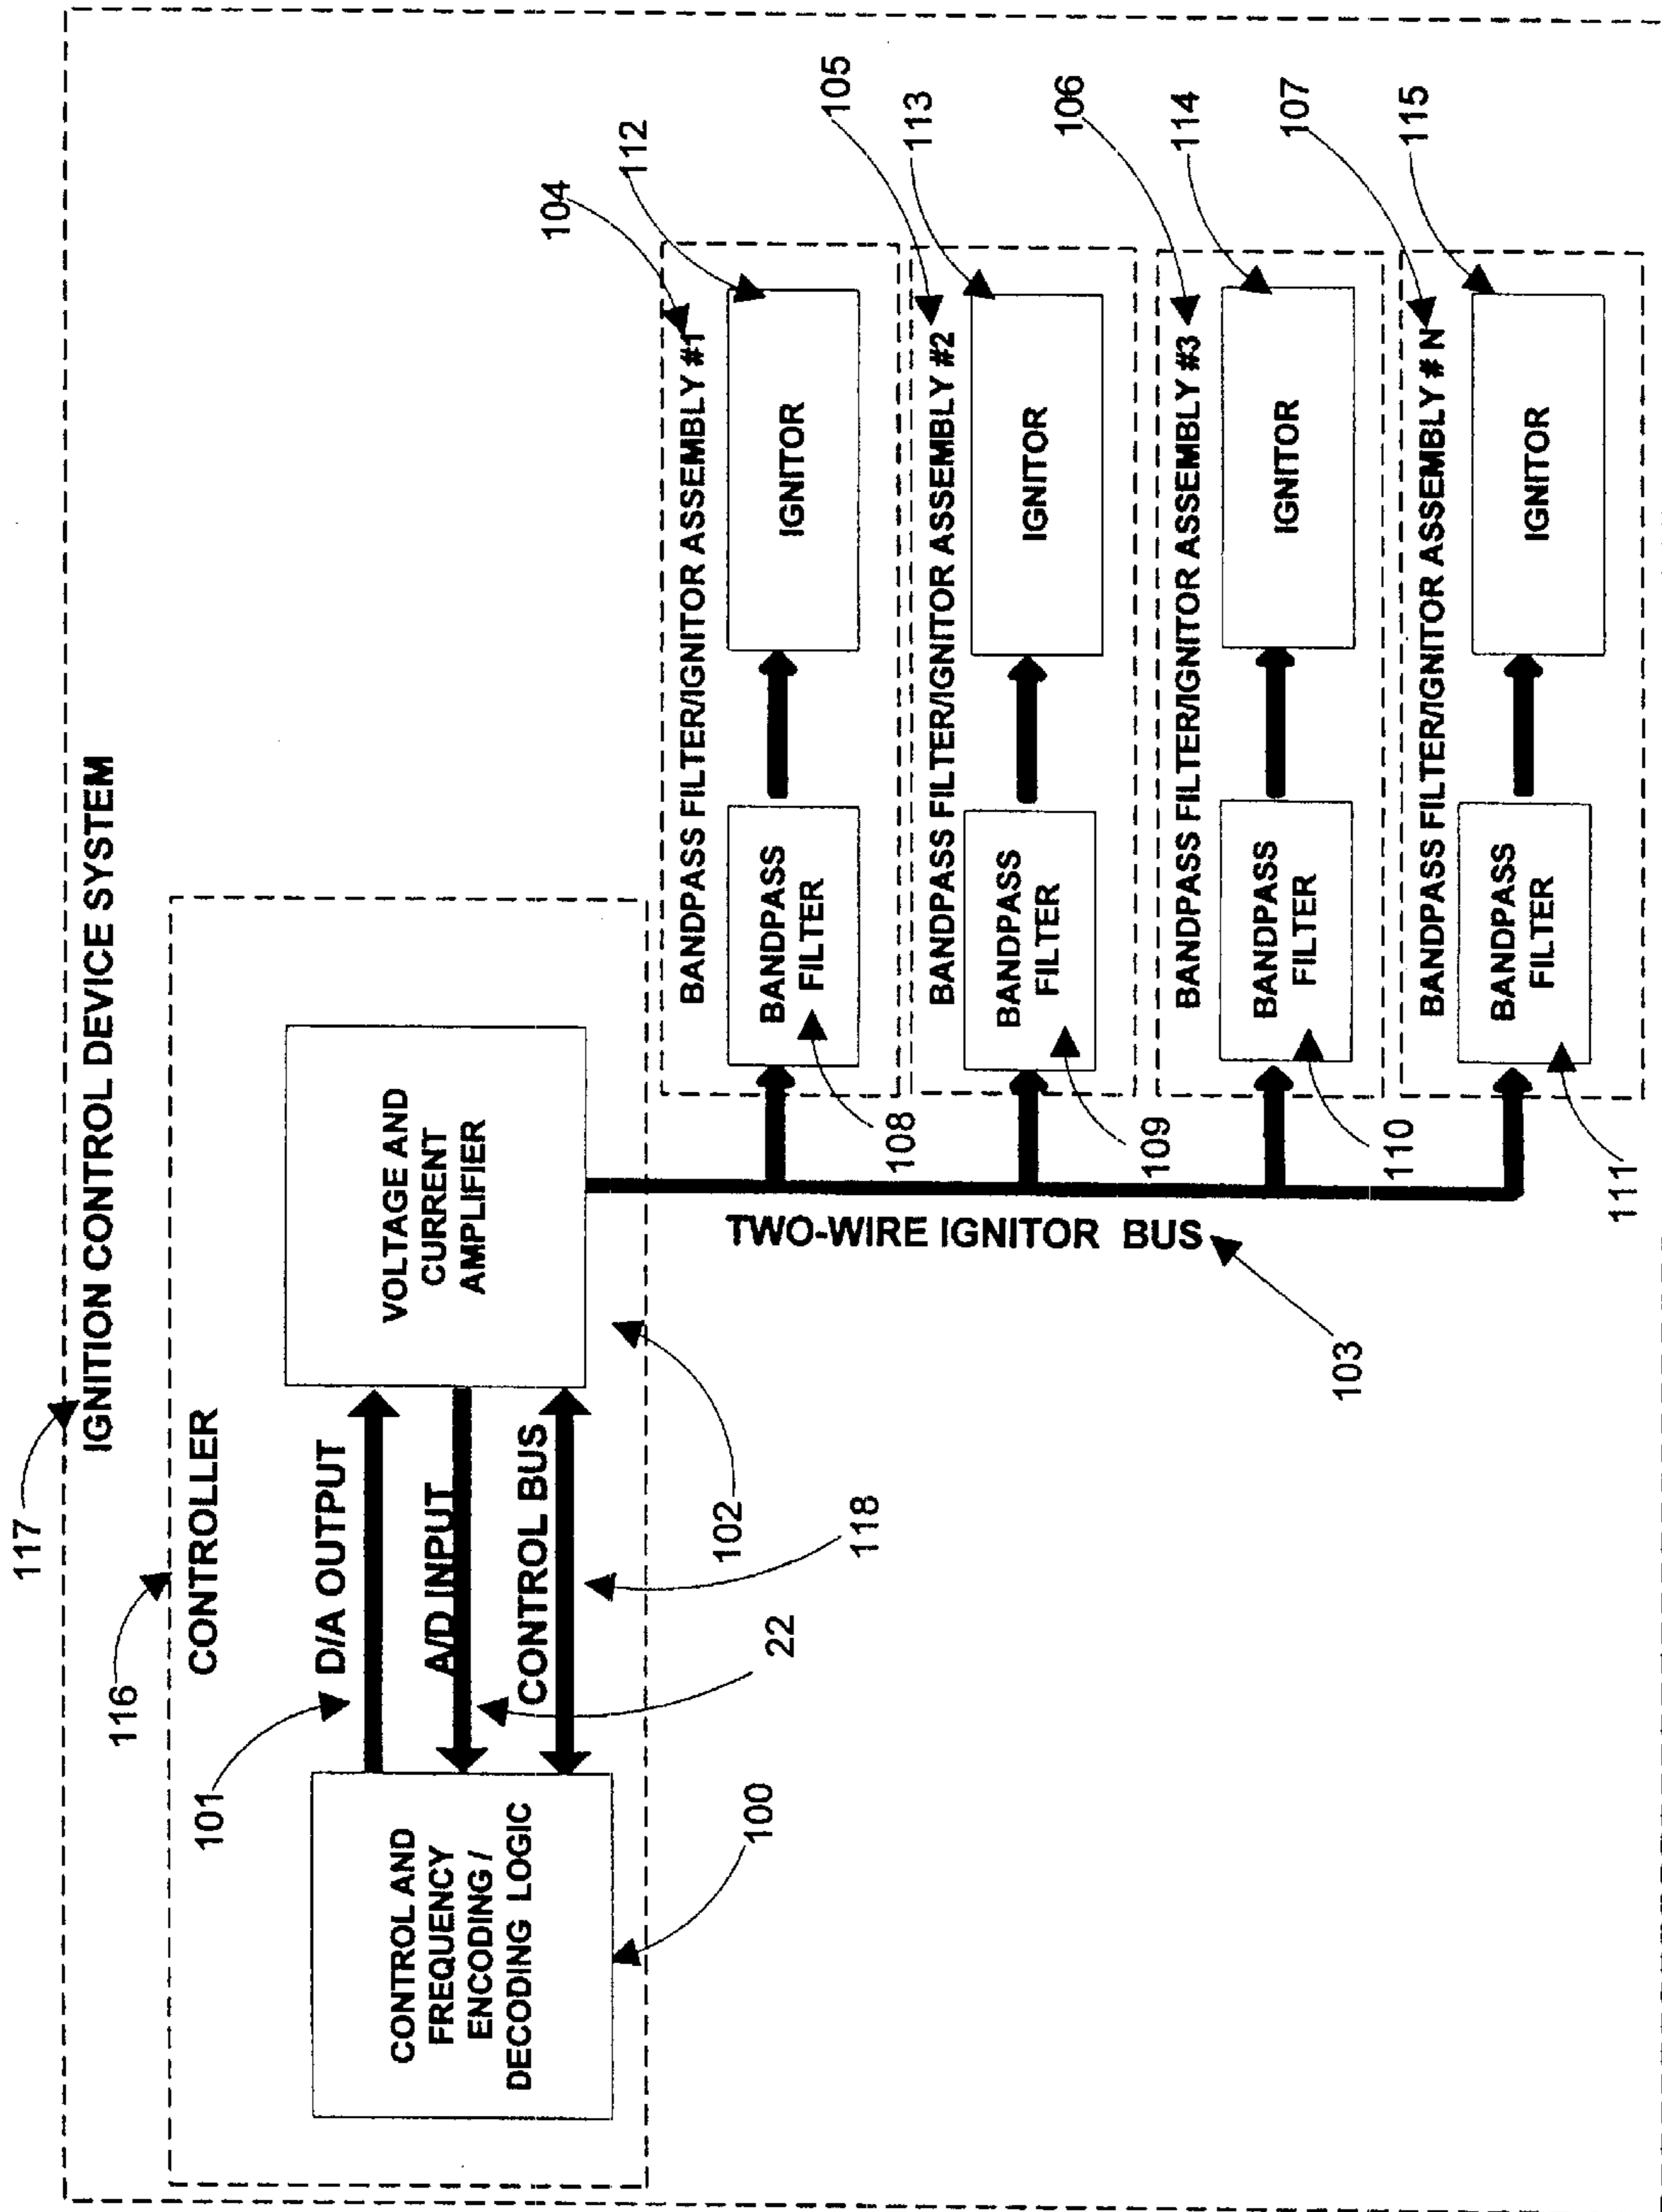 117
IGNITION CONTROL DEVICE SYSTEM
116
CONTROLLER
101
D/A OUTPUT
A/D INPUT
CONTROL BUS
CONTROL AND
FREQUENCY
ENCODING /
DECODING LOGIC
100
22
118
102
VOLTAGE AND
CURRENT
AMPLIFIER
TWO-WIRE IGNITOR BUS
103
104
112
BANDPASS FILTER/IGNITOR ASSEMBLY #1
BANDPASS
FILTER
IGNITOR
108
105
113
BANDPASS FILTER/IGNITOR ASSEMBLY #2
BANDPASS
FILTER
IGNITOR
109
106
114
BANDPASS FILTER/IGNITOR ASSEMBLY #3
BANDPASS
FILTER
IGNITOR
110
107
115
BANDPASS FILTER/IGNITOR ASSEMBLY # N
BANDPASS
FILTER
IGNITOR
111